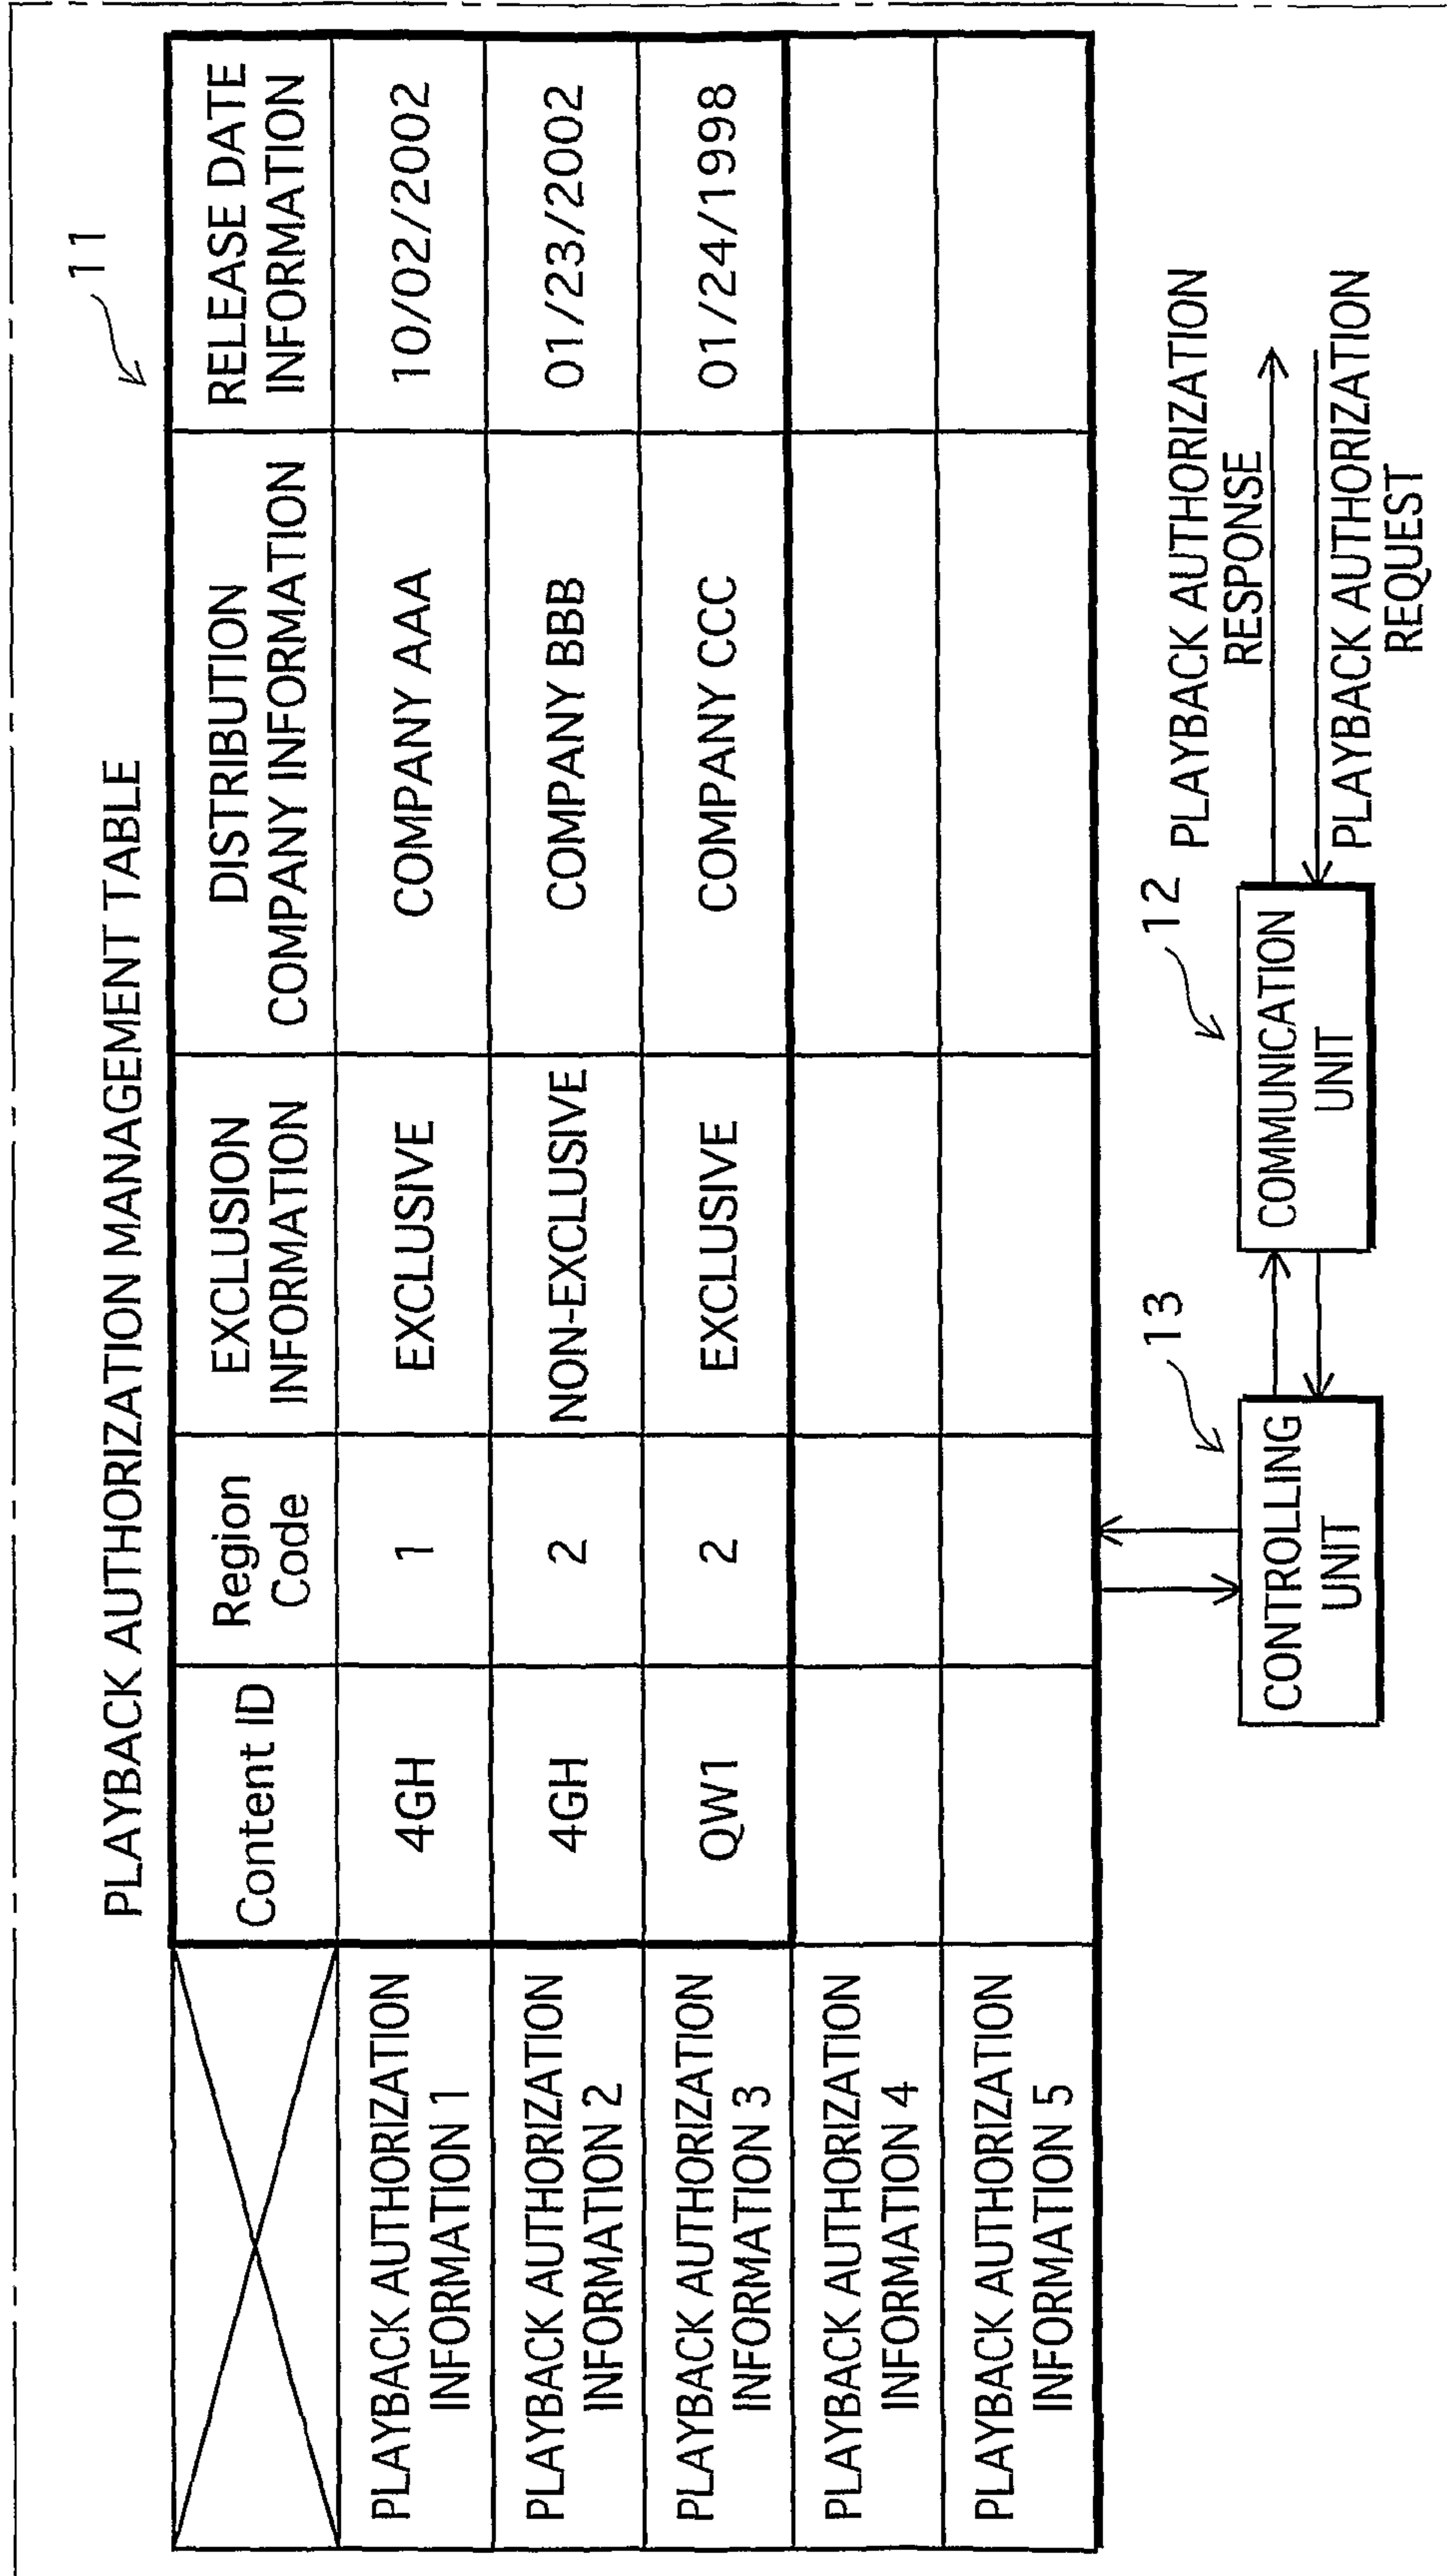 PLAYBACK AUTHORIZATION MANAGEMENT TABLE
11
Content ID
Region
Code
EXCLUSION
INFORMATION
DISTRIBUTION
COMPANY INFORMATION
RELEASE DATE
INFORMATION
PLAYBACK AUTHORIZATION
INFORMATION 1
4GH
1
EXCLUSIVE
COMPANY AAA
10/02/2002
PLAYBACK AUTHORIZATION
INFORMATION 2
4GH
2
NON-EXCLUSIVE
COMPANY BBB
01/23/2002
PLAYBACK AUTHORIZATION
INFORMATION 3
QW1
2
EXCLUSIVE
COMPANY CCC
01/24/1998
PLAYBACK AUTHORIZATION
INFORMATION 4
PLAYBACK AUTHORIZATION
INFORMATION 5
13
CONTROLLING
UNIT
12
COMMUNICATION
UNIT
PLAYBACK AUTHORIZATION
RESPONSE
PLAYBACK AUTHORIZATION
REQUEST